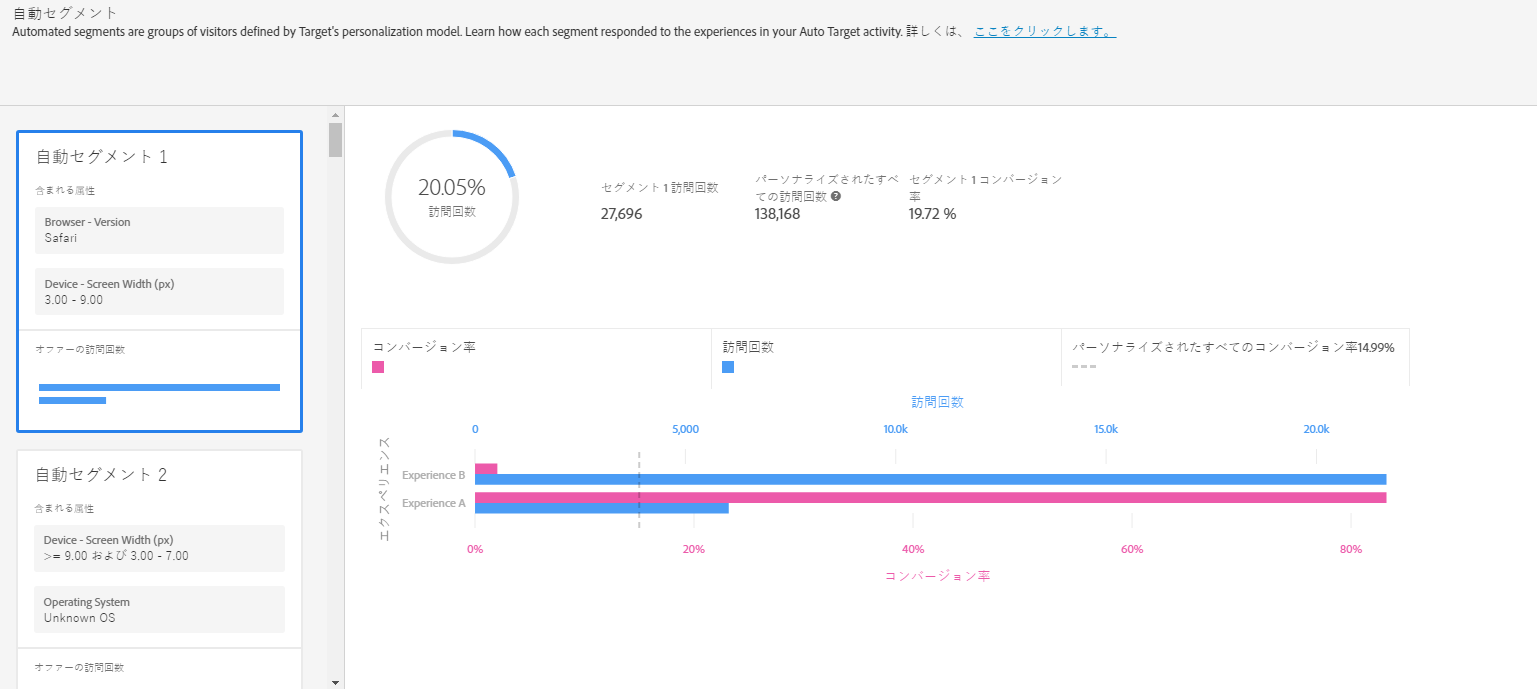 自動セグメント
Automated segments are groups of visitors defined by Target's personalization model. Learn how each segment responded to the experiences in your Auto Target activity. 詳しくは、 ここをクリックします。
自動セグメント 1
含まれる属性
Browser - Version
Safari
Device - Screen Width (px)
3.00 - 9.00
オファーの訪問回数
自動セグメント 2
含まれる属性
Device - Screen Width (px)
>= 9.00 および 3.00 - 7.00
Operating System
Unknown OS
オファーの訪問回数
20.05%
訪問回数
セグメント 1 訪問回数
27,696
パーソナライズされたすべ
ての訪問回数 ?
138,168
セグメント 1 コンバージョン
率
19.72 %
コンバージョン率
訪問回数
パーソナライズされたすべてのコンバージョン率14.99%
訪問回数
0 5,000 10.0k 15.0k 20.0k
エクスペリエンス
Experience B
Experience A
0% 20% 40% 60% 80%
コンバージョン率